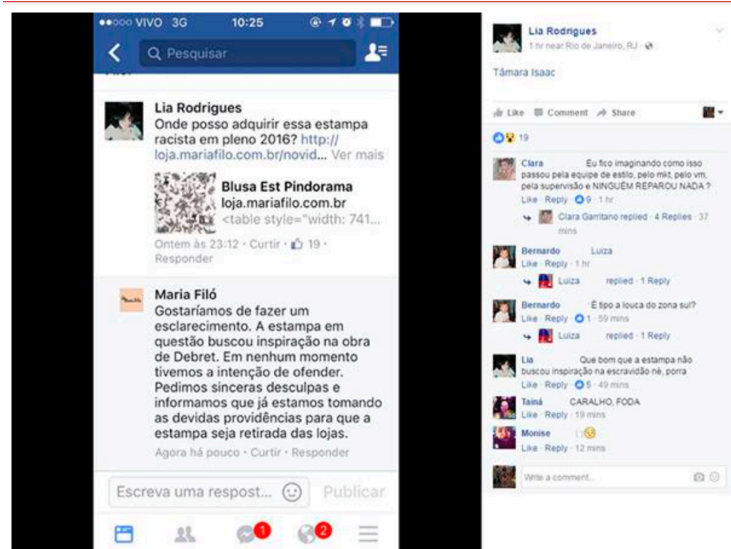 VIVO 3G 10:25
Pesquisar
Lia Rodrigues
Onde posso adquirir essa estampa
racista em pleno 2016? http://
loja.mariafilo.com.br/novid... Ver mais
Blusa Est Pindorama
loja.mariafilo.com.br
<table style="width: 741...
Ontem às 23:12 · Curtir · 19 ·
Responder
Maria Filó
Maria Filó
Gostaríamos de fazer um
esclarecimento. A estampa em
questão buscou inspiração na obra
de Debret. Em nenhum momento
tivemos a intenção de ofender.
Pedimos sinceras desculpas e
informamos que já estamos tomando
as devidas providências para que a
estampa seja retirada das lojas.
Agora há pouco · Curtir · Responder
Escreva uma respost... Publicar
1
2
Lia Rodrigues
1 hr near Rio de Janeiro, RJ ·
Tâmara Isaac
Like Comment Share
19
Clara Eu fico imaginando como isso
passou pela equipe de estilo, pelo mkt, pelo vm,
pela supervisão e NINGUÉM REPAROU NADA ?
Like · Reply · 9 · 1 hr
Clara Garritano replied · 4 Replies · 37
mins
Bernardo Luiza
Like · Reply · 1 hr
Luiza replied · 1 Reply
Bernardo É tipo a louca do zona sul?
Like · Reply · 1 · 59 mins
Luiza replied · 1 Reply
Lia Que bom que a estampa não
buscou inspiração na escravidão né, porra
Like · Reply · 5 · 49 mins
Tainá CARALHO, FODA
Like · Reply · 19 mins
Monise
Like · Reply · 12 mins
Write a comment...